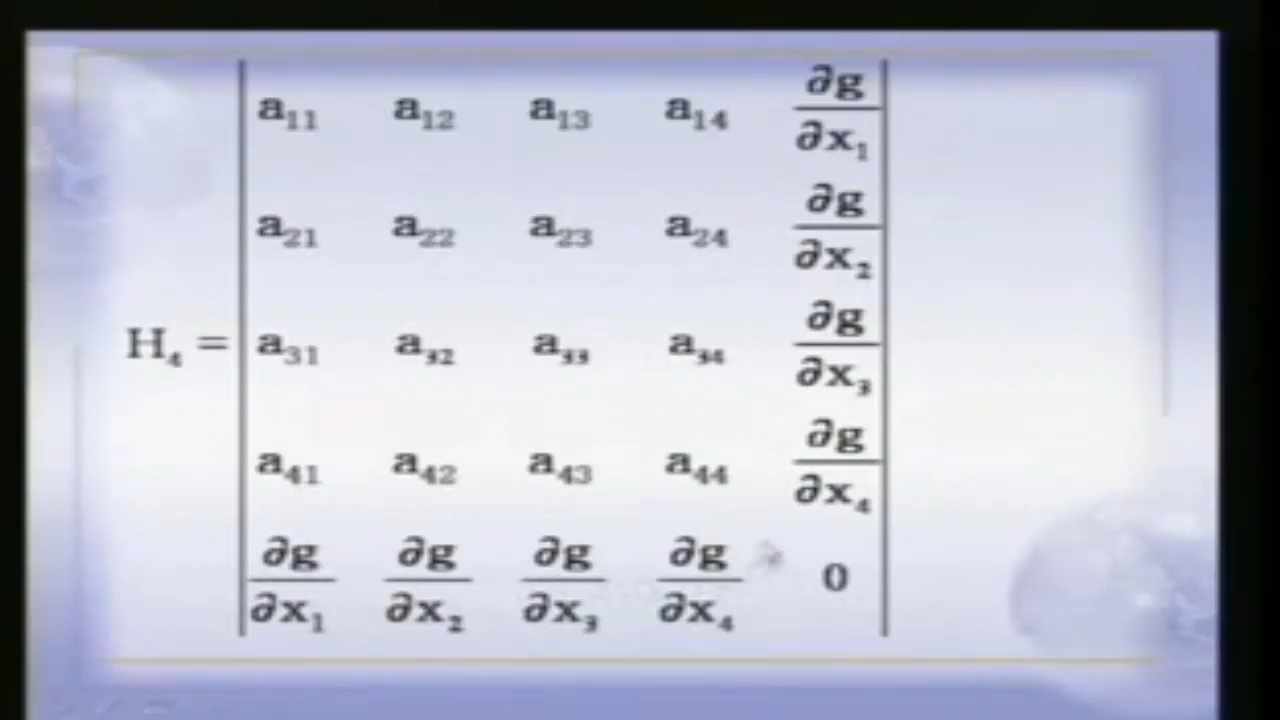 a₁₁ a₁₂ a₁₃ a₁₄ ∂g/∂x₁
a₂₁ a₂₂ a₂₃ a₂₄ ∂g/∂x₂
H₄ = a₃₁ a₃₂ a₃₃ a₃₄ ∂g/∂x₃
a₄₁ a₄₂ a₄₃ a₄₄ ∂g/∂x₄
∂g/∂x₁ ∂g/∂x₂ ∂g/∂x₃ ∂g/∂x₄ 0